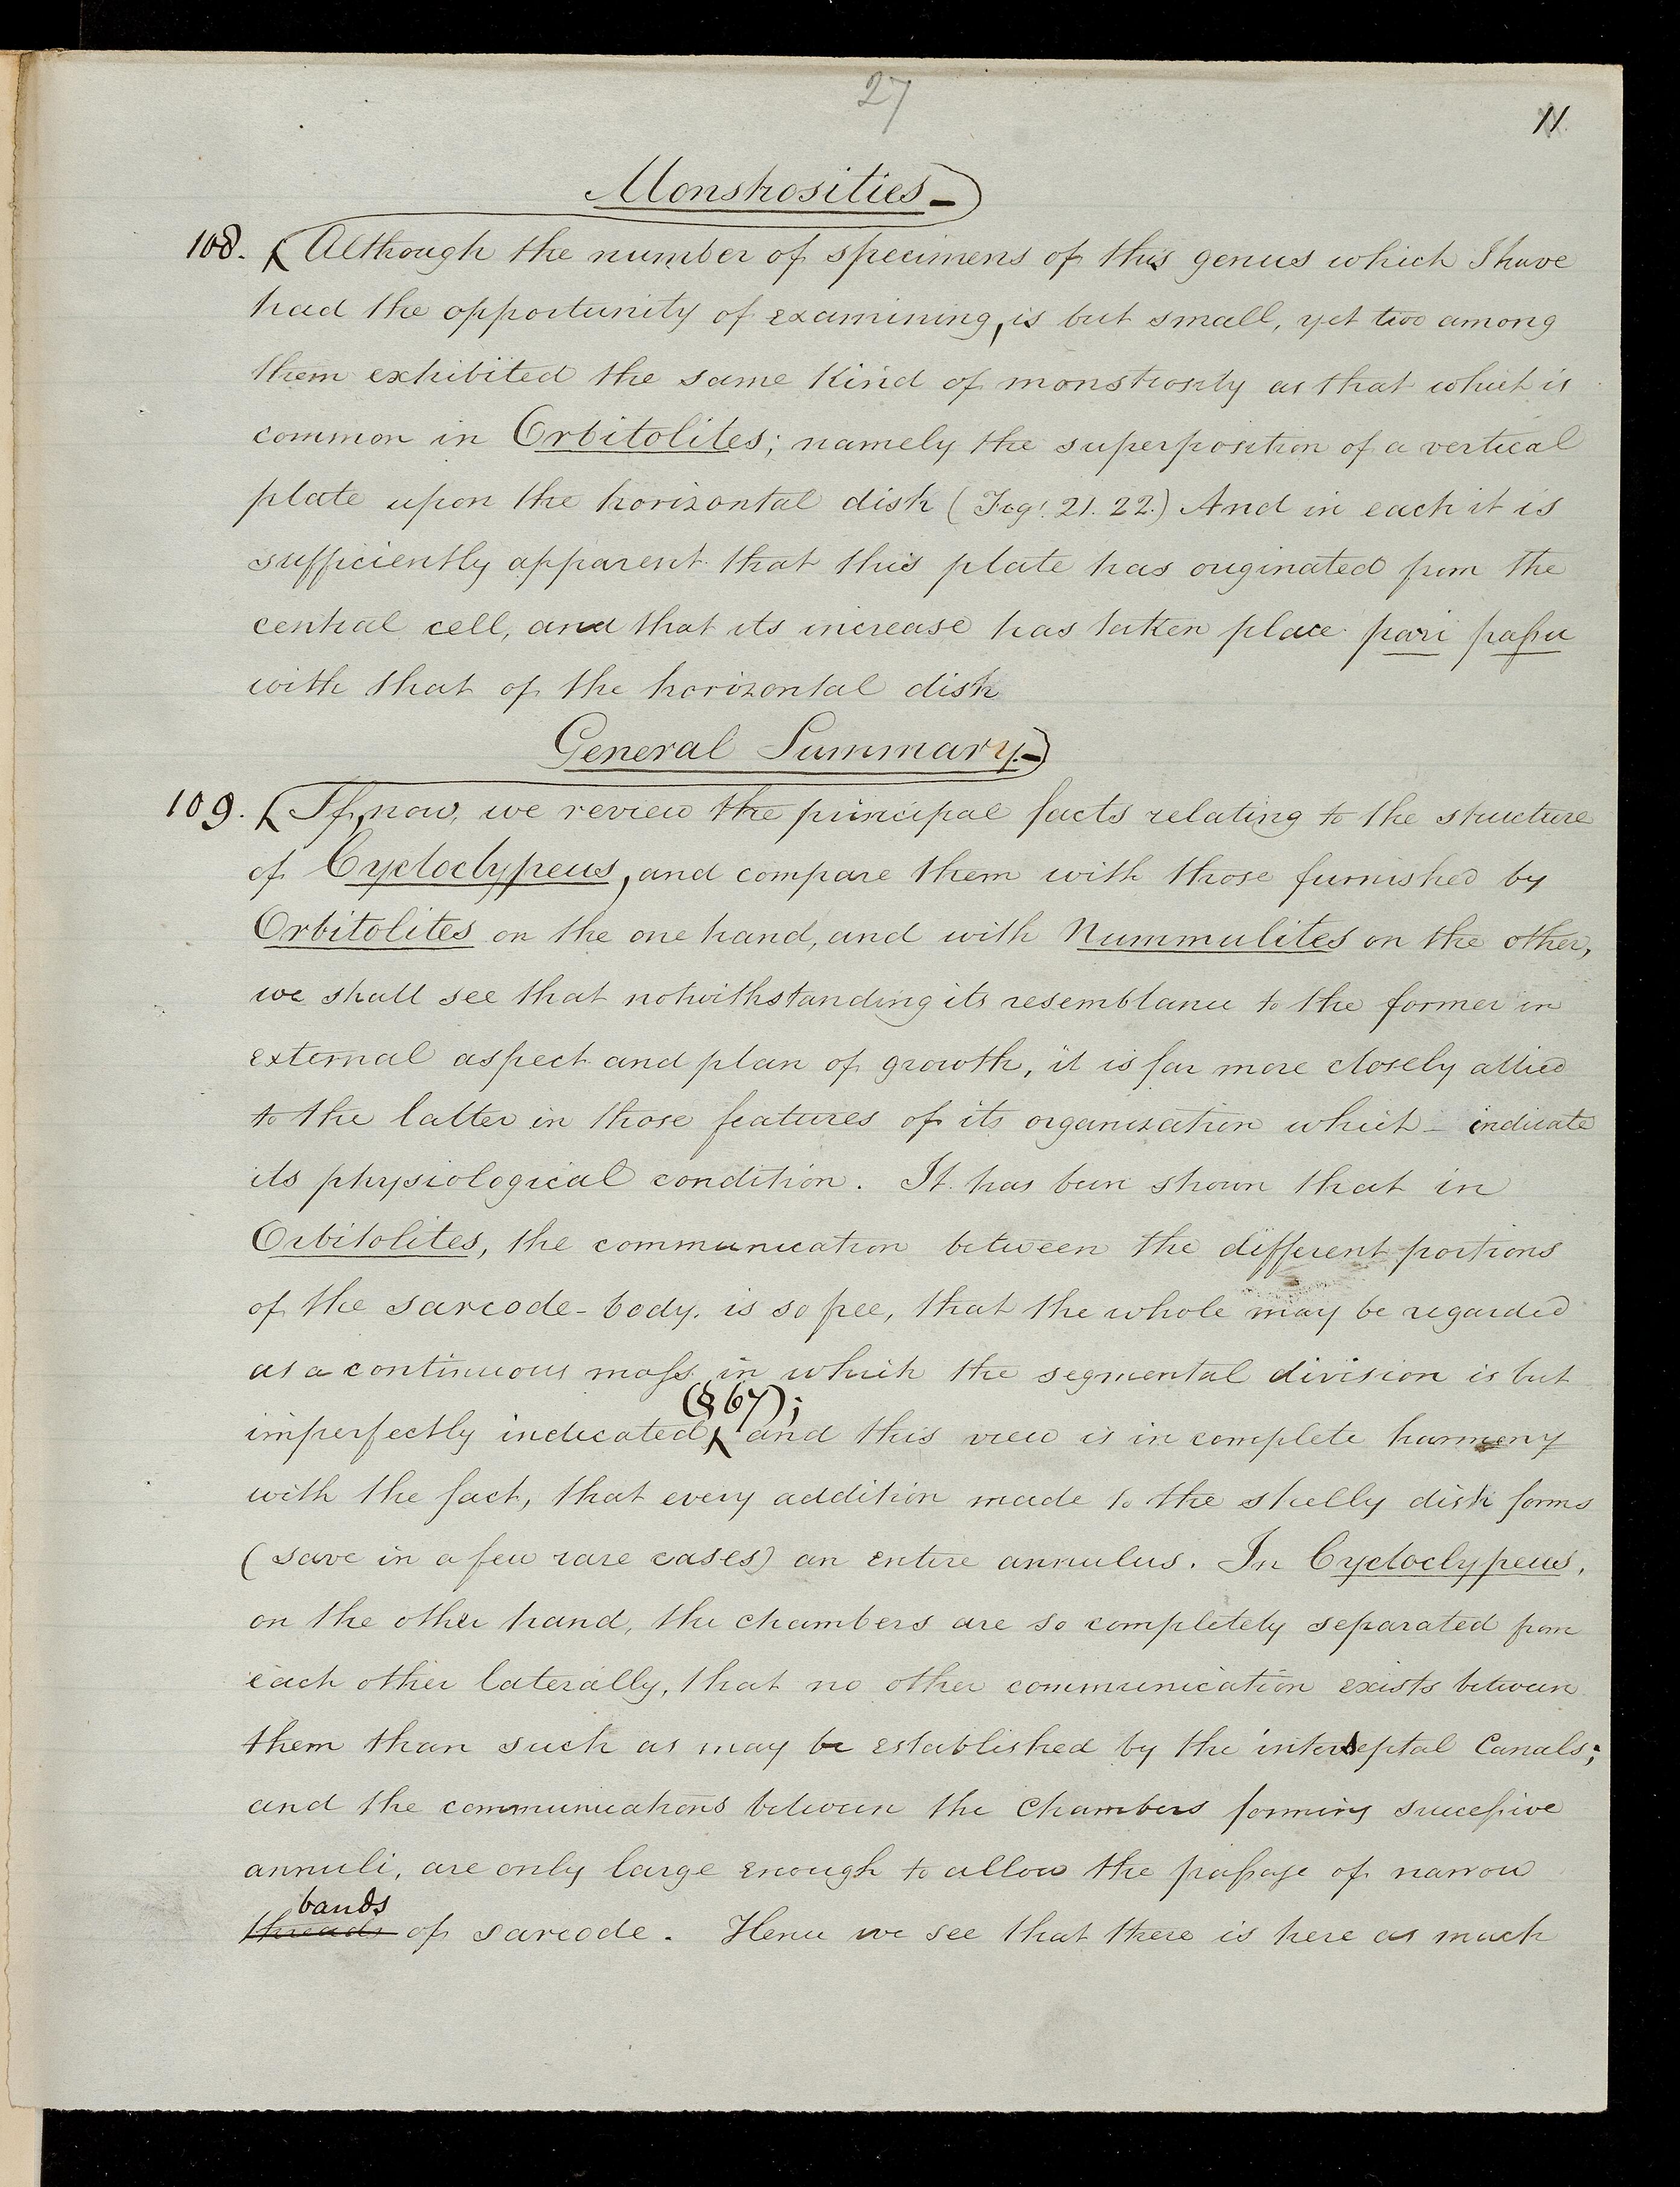 27
11
Monstrosities -
108. Although the number of specimens of this genus which I have
had the opportunity of examining, is but small, yet two among
them exhibited the same kind of monstrosity as that which is
common in Orbitolites; namely the superposition of a vertical
plate upon the horizontal disk (Figs. 21. 22.) And in each it is
sufficiently apparent that this plate has originated from the
central cell, and that its increase has taken place pari passu
with that of the horizontal disk
General Summary. -
109. If, now, we review the principal facts relating to the structure
of Cycloclypeus, and compare them with those furnished by
Orbitolites on the one hand, and with Nummulites on the other,
we shall see that notwithstanding its resemblance to the former in
external aspect and plan of growth, it is far more closely allied
to the latter in those features of its organization which - indicate
its physiological condition. It has been shown that in
Orbitolites, the communication between the different portions
of the sarcode-body, is so free, that the whole may be regarded
as a continuous mass, in which the segmental division is but
(§ 67);
imperfectly indicated, and this view is in complete harmony
with the fact, that every addition made to the shelly disk forms
(save in a few rare cases) an entire annulus. In Cycloclypeus,
on the other hand, the chambers are so completely separated from
each other laterally, that no other communication exists between
them than such as may be established by the interseptal Canals;
and the communications between the Chambers forming successive
annuli, are only large enough to allow the passage of narrow
bands
threads of sarcode. Hence we see that there is here as much